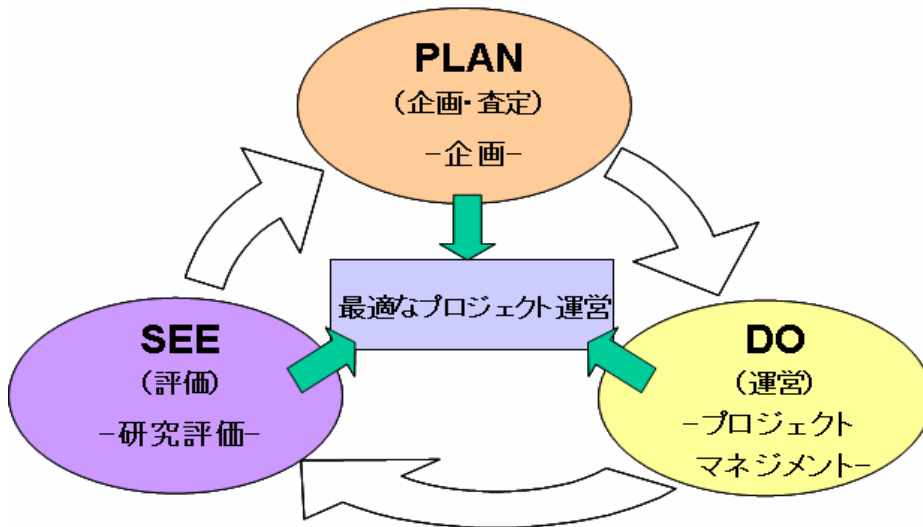 PLAN
(企画・査定)
-企画-
最適なプロジェクト運営
SEE
(評価)
-研究評価-
DO
(運営)
-プロジェクト
マネジメント-